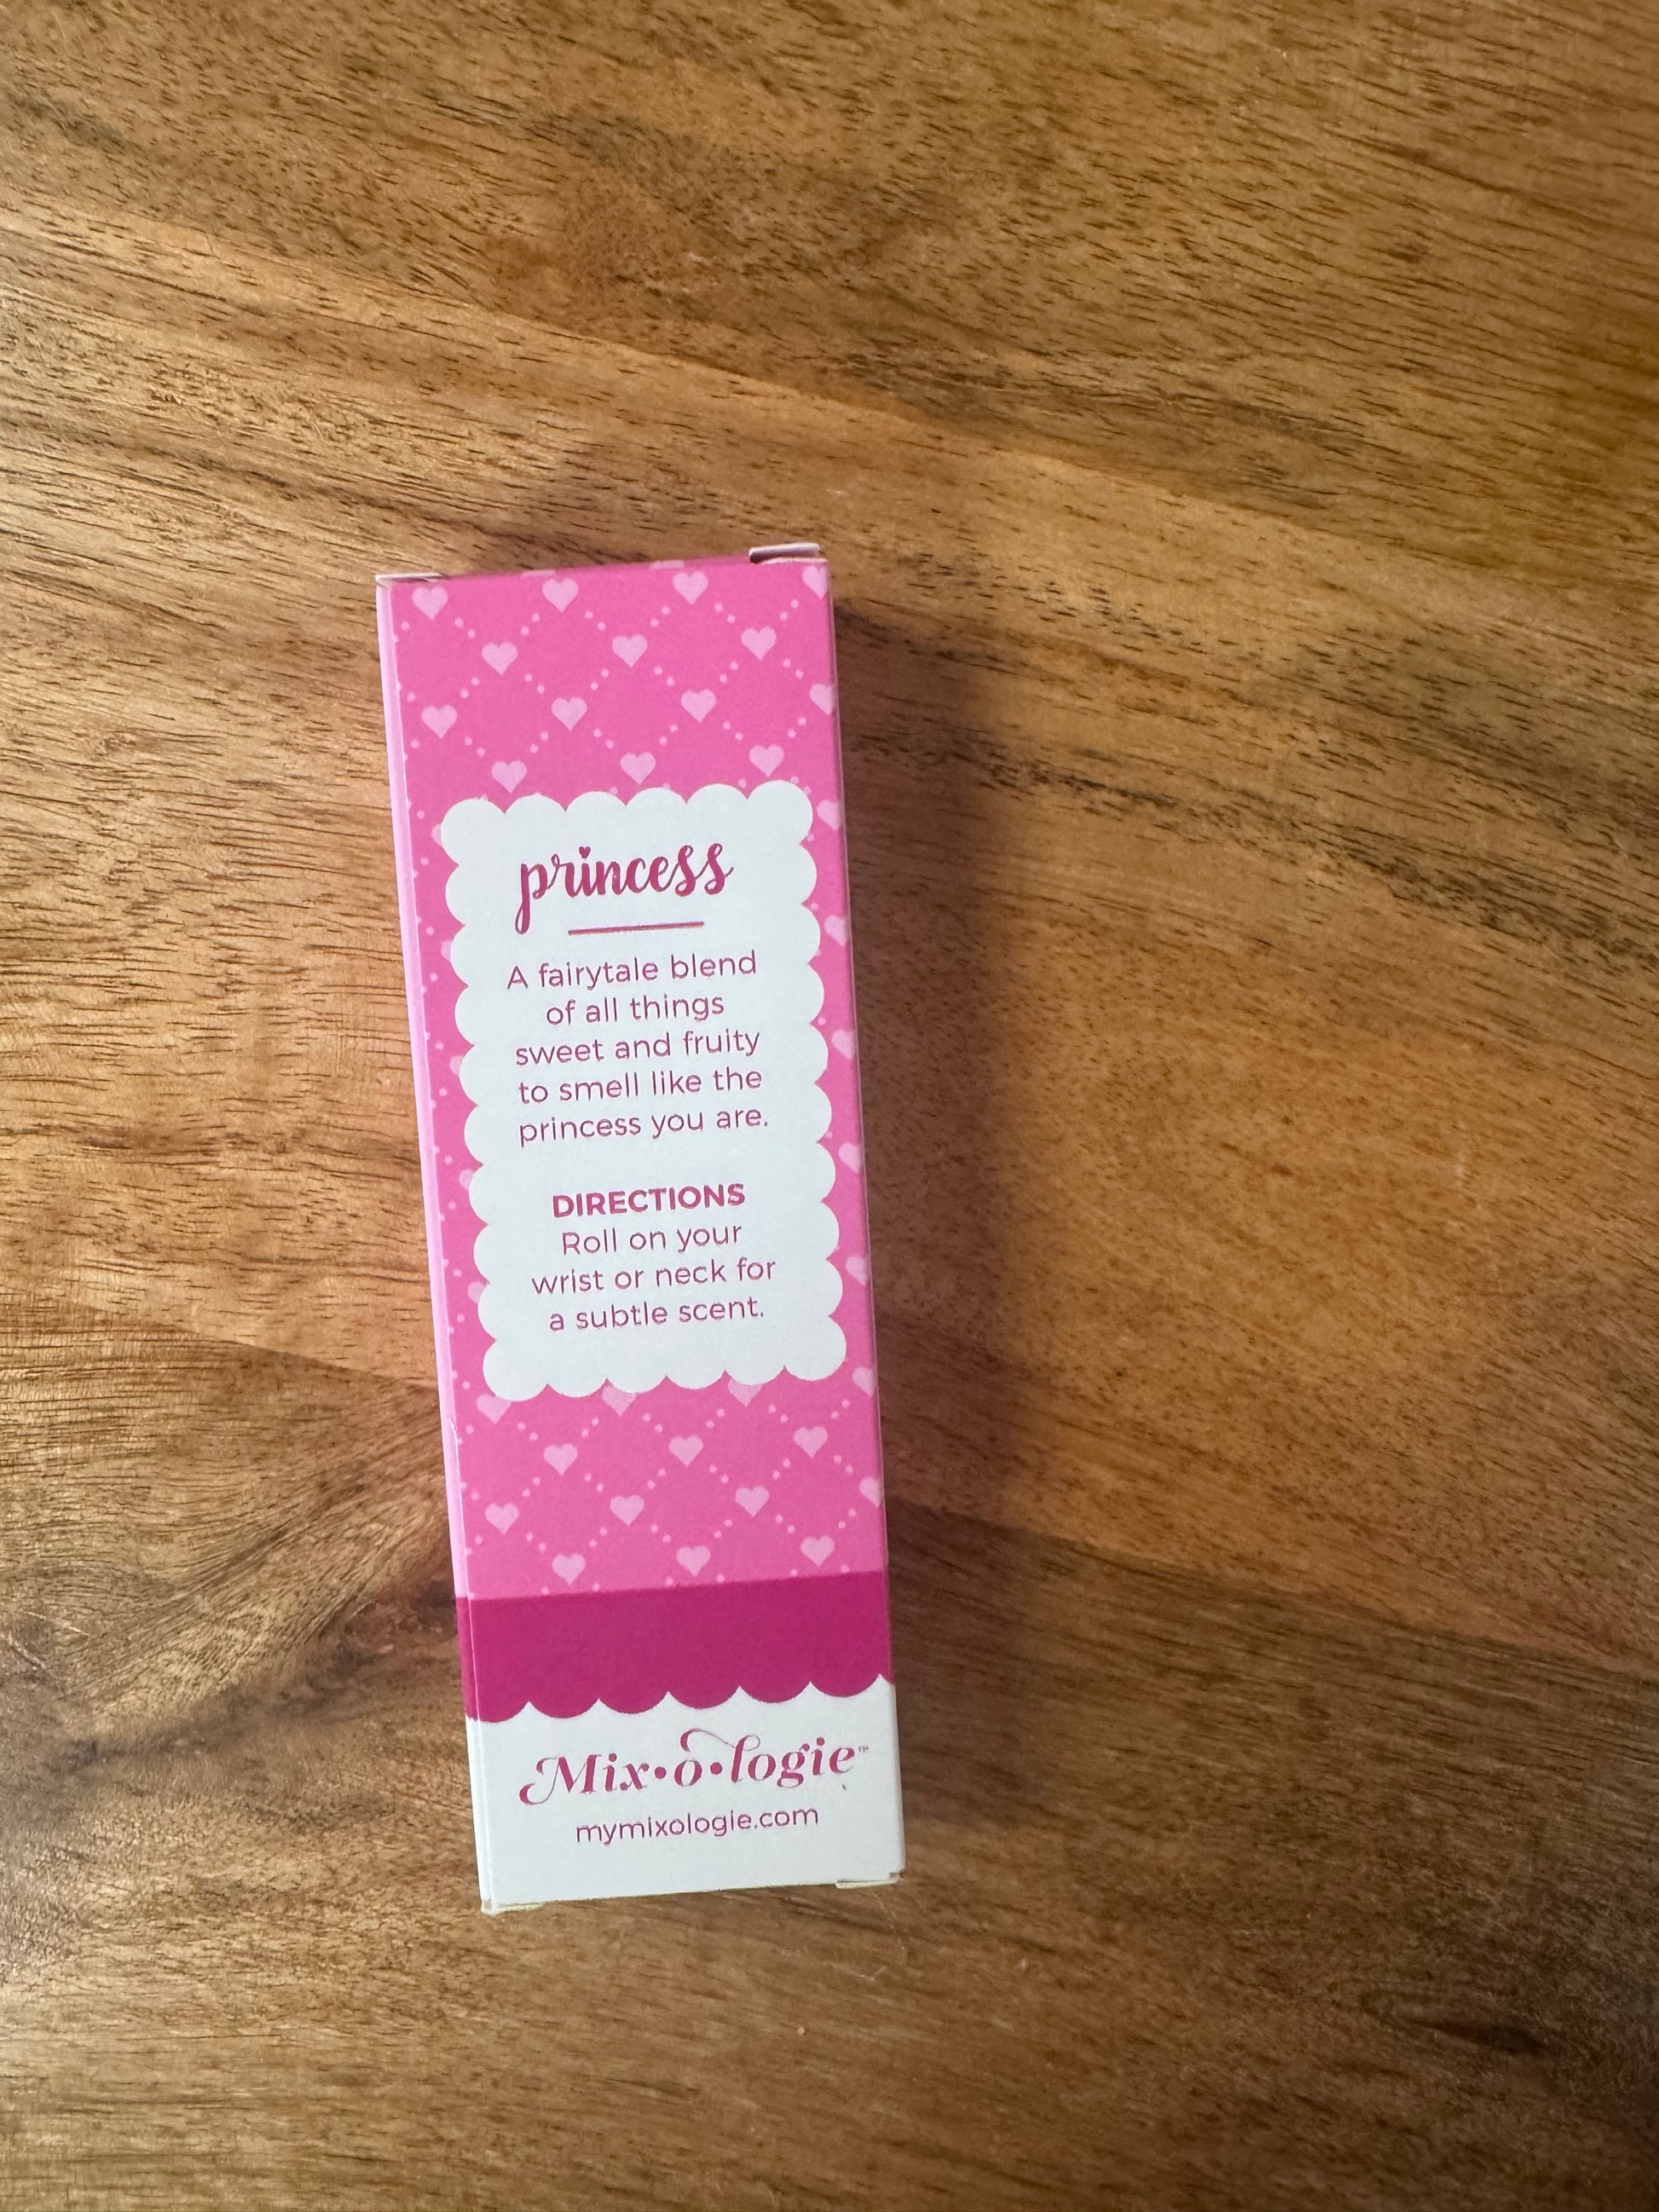 princess
A fairytale blend
of all things
sweet and fruity
to smell like the
princess you are.
DIRECTIONS
Roll on your
wrist or neck for
a subtle scent.
Mix•o•logie™
mymixologie.com